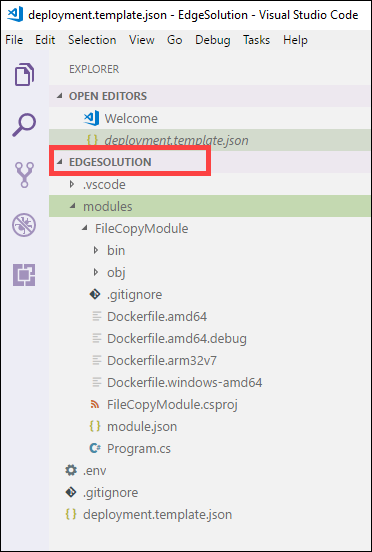 deployment.template.json - EdgeSolution - Visual Studio Code
File Edit Selection View Go Debug Tasks Help
EXPLORER
OPEN EDITORS
Welcome
{ } deployment.template.json
EDGESOLUTION
.vscode
modules
FileCopyModule
bin
obj
.gitignore
Dockerfile.amd64
Dockerfile.amd64.debug
Dockerfile.arm32v7
Dockerfile.windows-amd64
FileCopyModule.csproj
{ } module.json
C# Program.cs
.env
.gitignore
{ } deployment.template.json